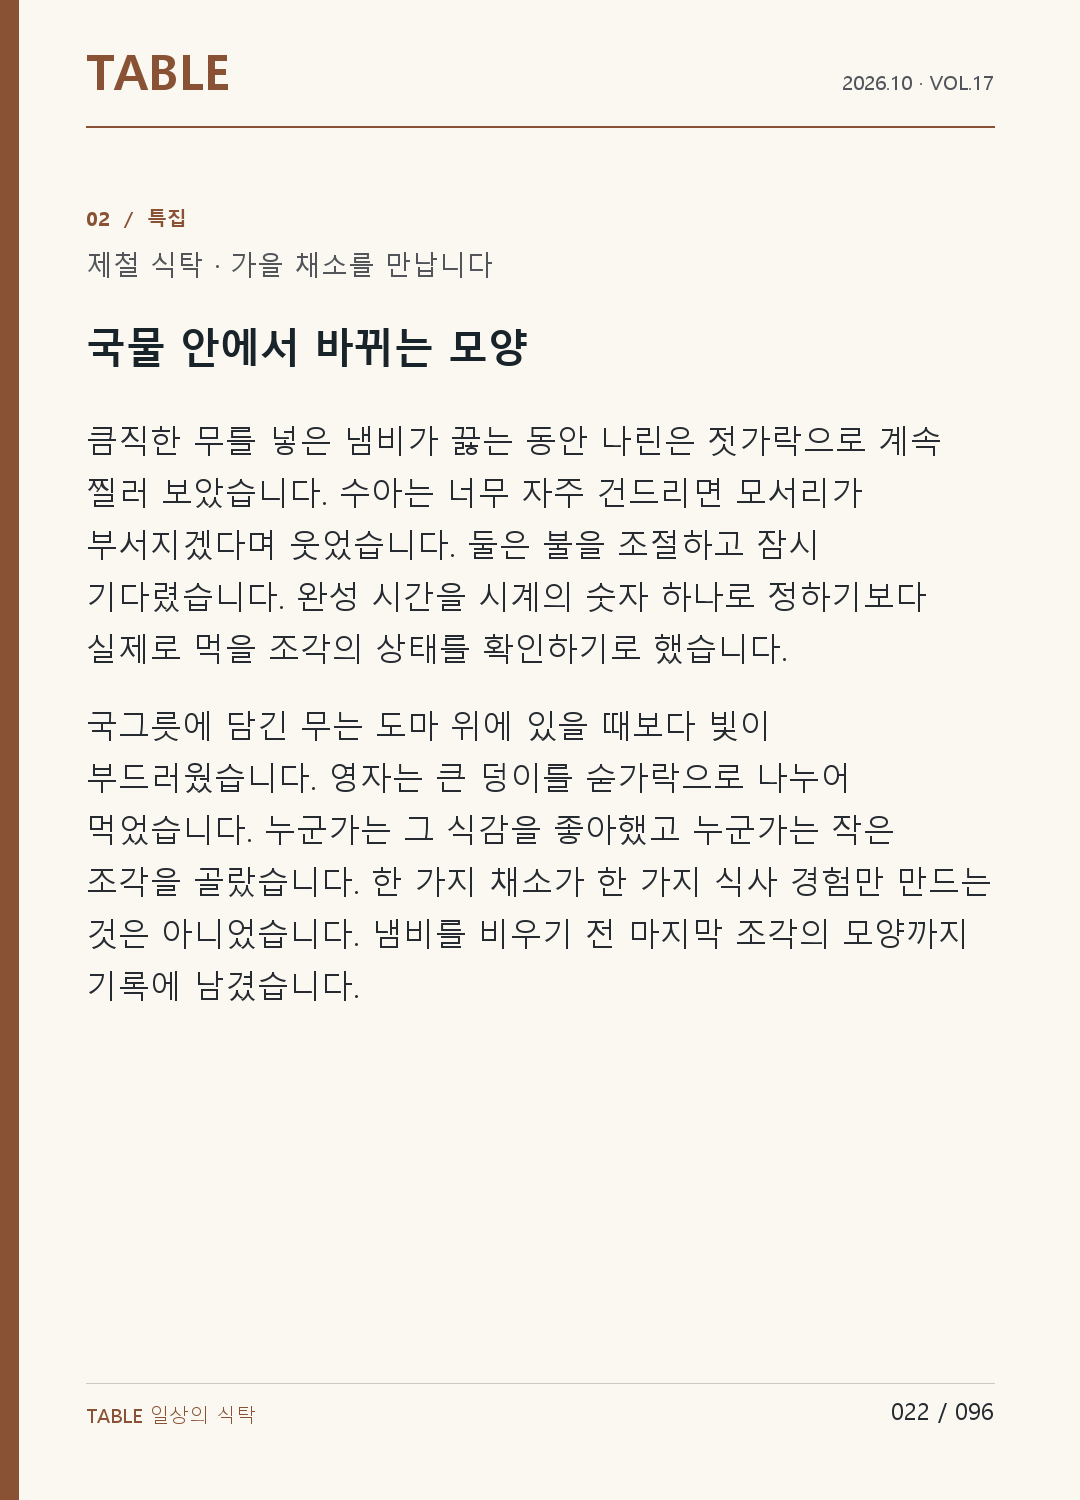 TABLE
2026.10 · VOL.17
02 / 특집
제철 식탁 · 가을 채소를 만납니다
국물 안에서 바뀌는 모양
큼직한 무를 넣은 냄비가 끓는 동안 나린은 젓가락으로 계속
찔러 보았습니다. 수아는 너무 자주 건드리면 모서리가
부서지겠다며 웃었습니다. 둘은 불을 조절하고 잠시
기다렸습니다. 완성 시간을 시계의 숫자 하나로 정하기보다
실제로 먹을 조각의 상태를 확인하기로 했습니다.
국그릇에 담긴 무는 도마 위에 있을 때보다 빛이
부드러웠습니다. 영자는 큰 덩이를 숟가락으로 나누어
먹었습니다. 누군가는 그 식감을 좋아했고 누군가는 작은
조각을 골랐습니다. 한 가지 채소가 한 가지 식사 경험만 만드는
것은 아니었습니다. 냄비를 비우기 전 마지막 조각의 모양까지
기록에 남겼습니다.
TABLE 일상의 식탁
022 / 096